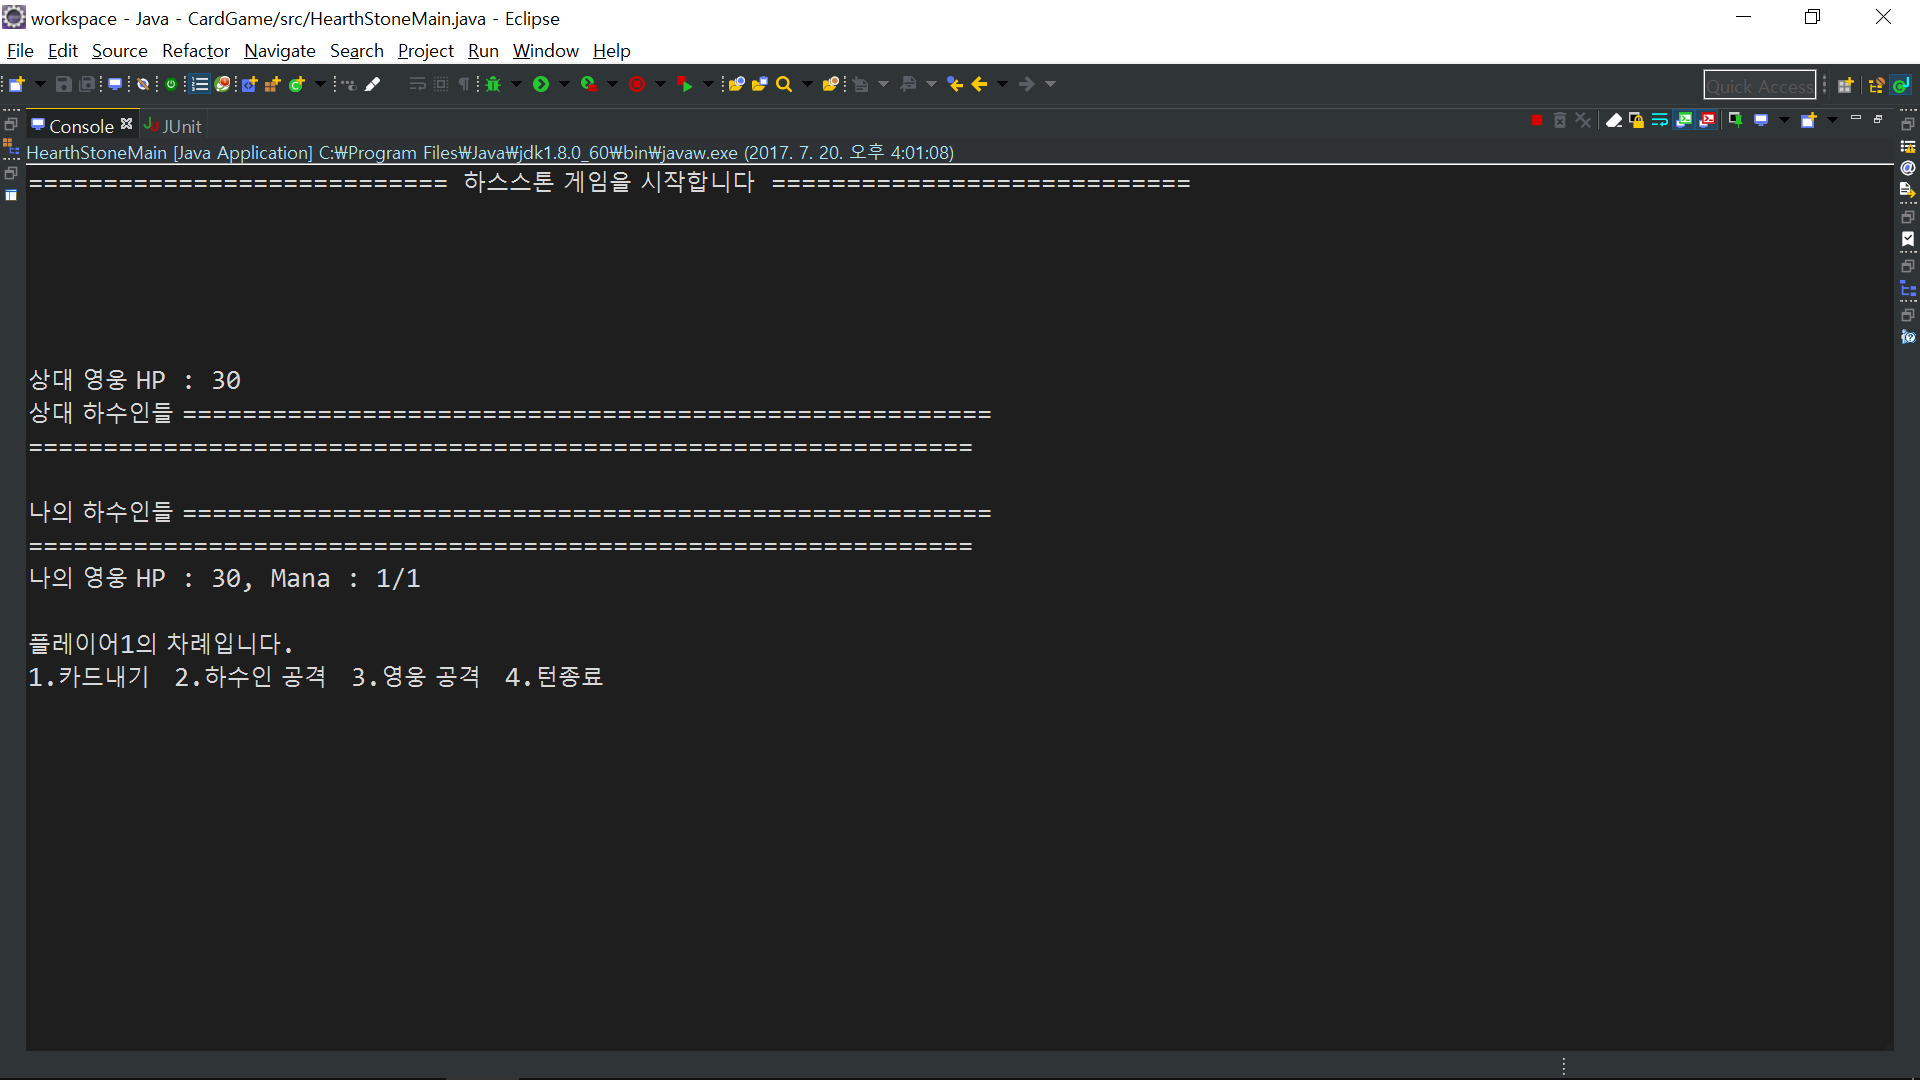 workspace - Java - CardGame/src/HearthStoneMain.java - Eclipse
File Edit Source Refactor Navigate Search Project Run Window Help
Quick Access
Console JUnit
HearthStoneMain [Java Application] C:₩Program Files₩Java₩jdk1.8.0_60₩bin₩javaw.exe (2017. 7. 20. 오후 4:01:08)
============================ 하스스톤 게임을 시작합니다 ============================
상대 영웅 HP : 30
상대 하수인들 ======================================================
===============================================================
나의 하수인들 ======================================================
===============================================================
나의 영웅 HP : 30, Mana : 1/1
플레이어1의 차례입니다.
1.카드내기 2.하수인 공격 3.영웅 공격 4.턴종료